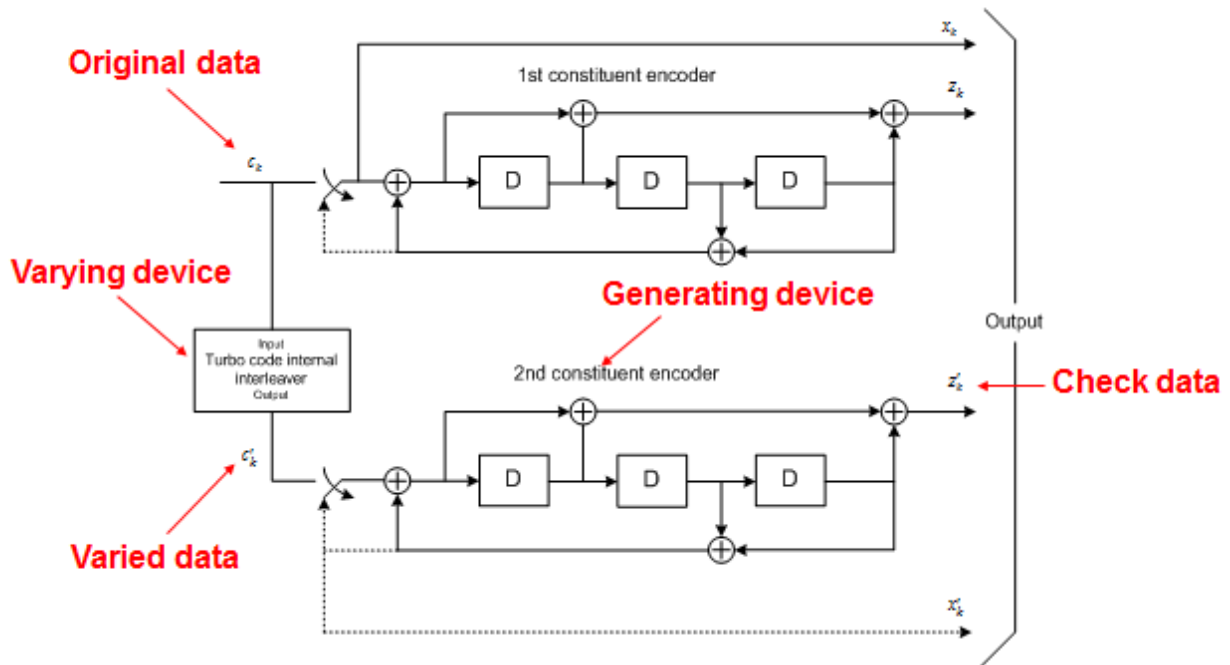 x_k
Original data
1st constituent encoder
z_k
c_k
D
D
D
Varying device
Generating device
Output
Input
Turbo code internal
interleaver
Output
2nd constituent encoder
z'_k
Check data
c'_k
D
D
D
Varied data
x'_k